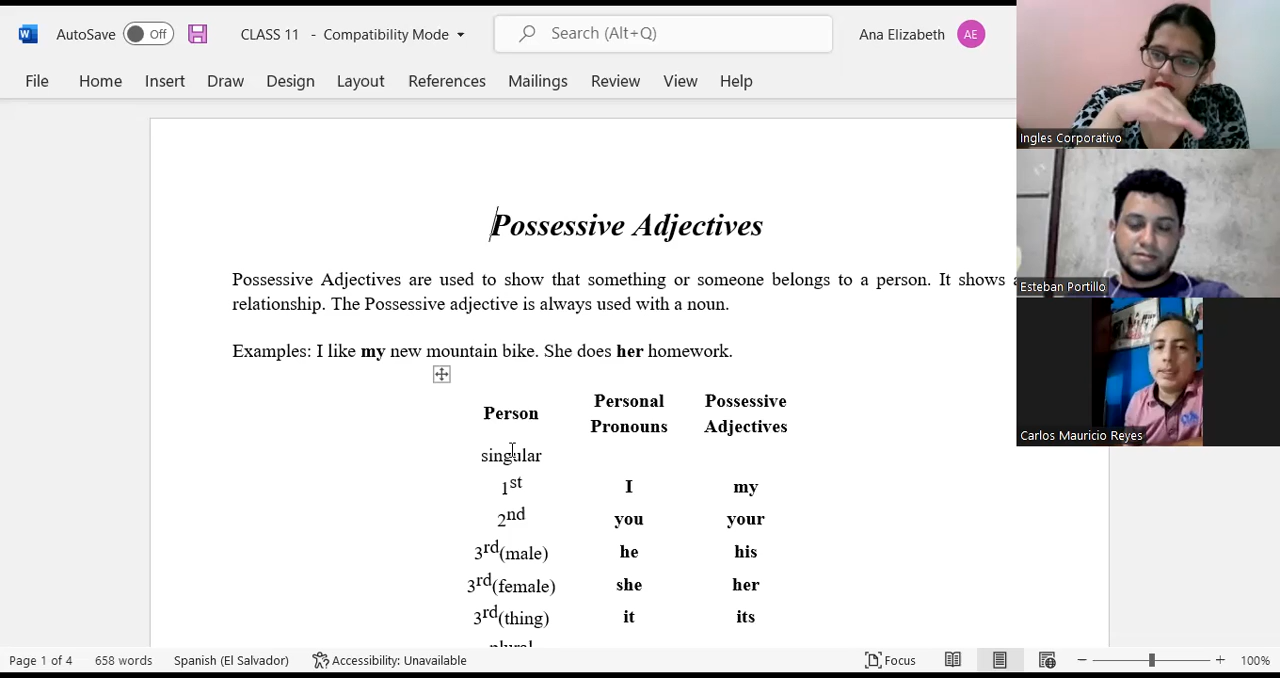 AutoSave Off CLASS 11 - Compatibility Mode Search (Alt+Q) Ana Elizabeth AE
File Home Insert Draw Design Layout References Mailings Review View Help
Ingles Corporativo
Esteban Portillo
Carlos Mauricio Reyes
Possessive Adjectives
Possessive Adjectives are used to show that something or someone belongs to a person. It shows
relationship. The Possessive adjective is always used with a noun.
Examples: I like my new mountain bike. She does her homework.
Person Personal Pronouns Possessive Adjectives
singular
1st I my
2nd you your
3rd(male) he his
3rd(female) she her
3rd(thing) it its
plural
Page 1 of 4 658 words Spanish (El Salvador) Accessibility: Unavailable Focus 100%